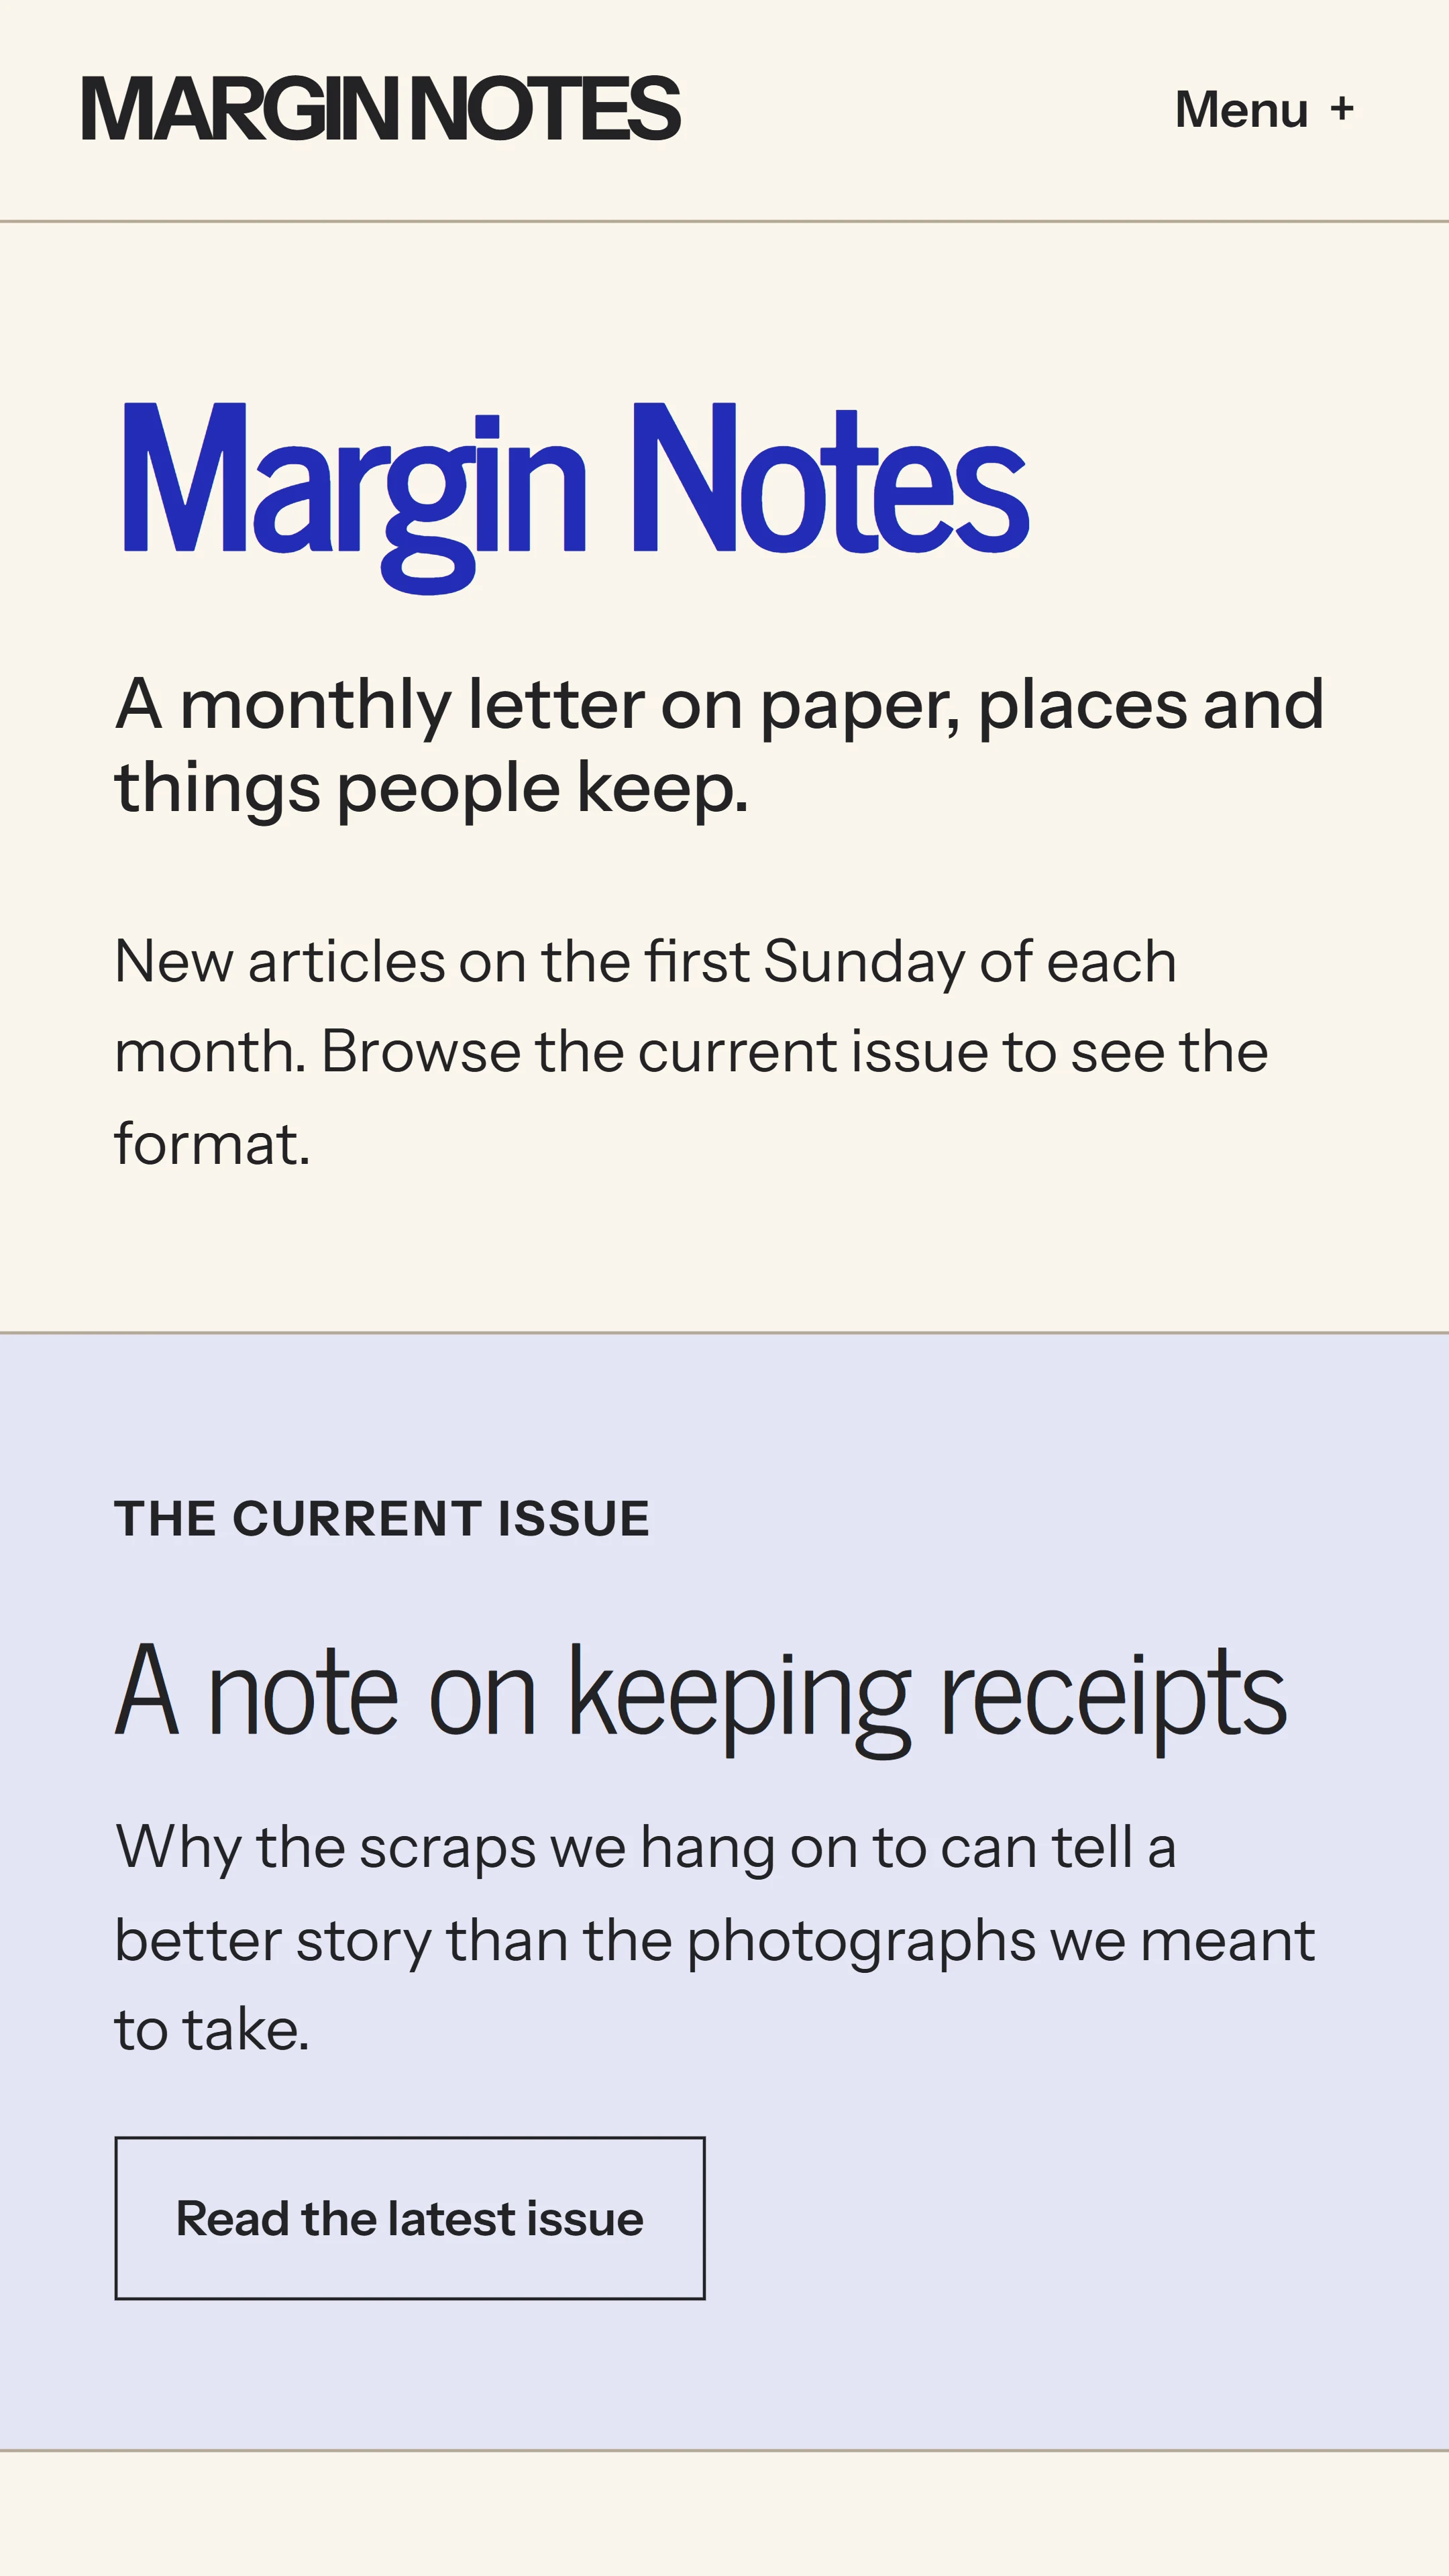 MARGIN NOTES
Menu +
Margin Notes
A monthly letter on paper, places and
things people keep.
New articles on the first Sunday of each
month. Browse the current issue to see the
format.
THE CURRENT ISSUE
A note on keeping receipts
Why the scraps we hang on to can tell a
better story than the photographs we meant
to take.
Read the latest issue